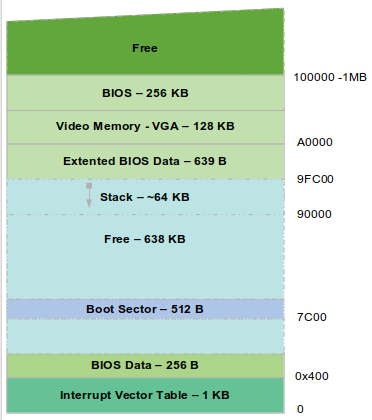 Free
100000 -1MB
BIOS – 256 KB
Video Memory - VGA – 128 KB
A0000
Extented BIOS Data – 639 B
9FC00
Stack – ~64 KB
90000
Free – 638 KB
Boot Sector – 512 B
7C00
BIOS Data – 256 B
0x400
Interrupt Vector Table – 1 KB
0